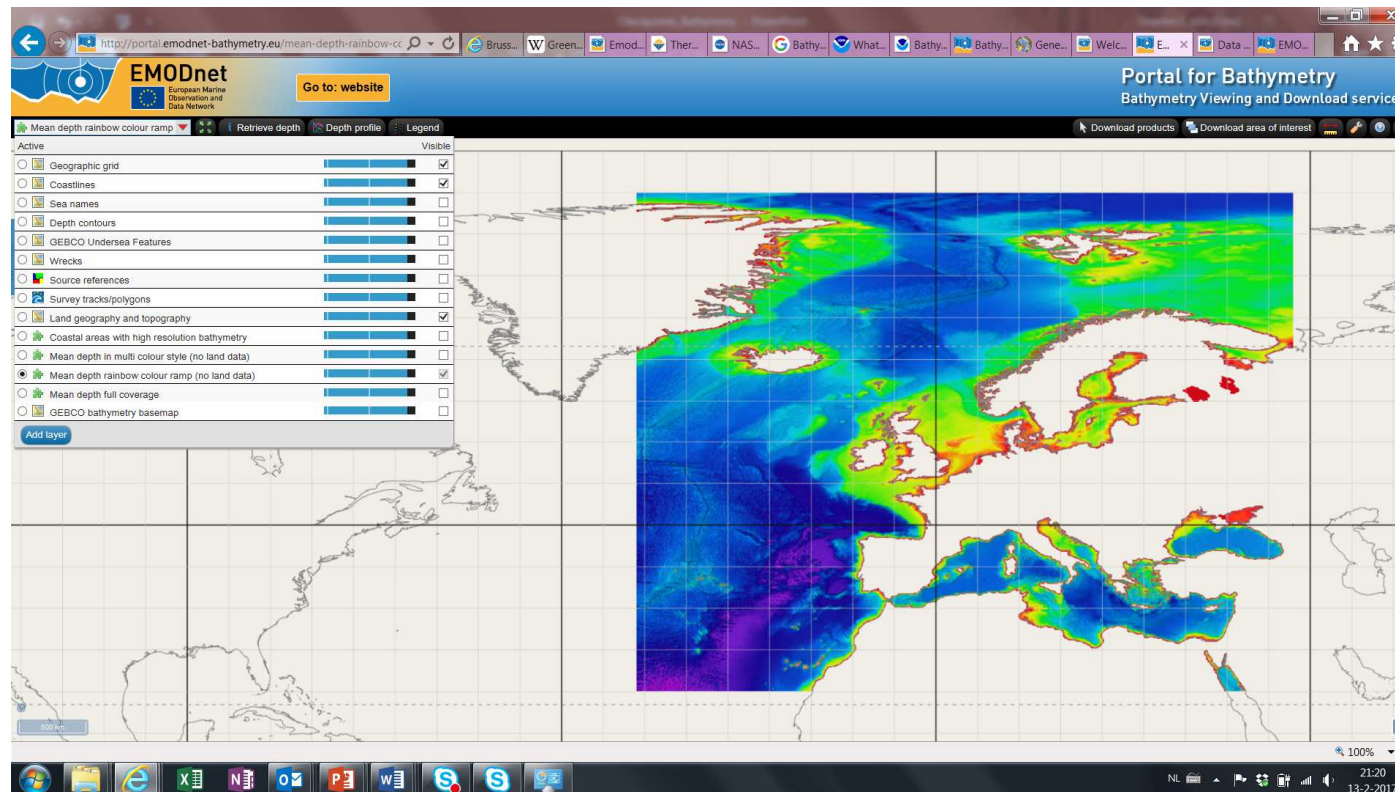 http://portal.emodnet-bathymetry.eu/mean-depth-rainbow-cc
Bruss...
Green...
Emod...
Ther...
NAS...
Bathy...
What...
Bathy...
Bathy...
Gene...
Welc...
E...
Data ...
EMO...
EMODnet
European Marine
Observation and
Data Network
Go to: website
Portal for Bathymetry
Bathymetry Viewing and Download service
Mean depth rainbow colour ramp
Retrieve depth
Depth profile
Legend
Download products
Download area of interest
Active Visible
Geographic grid
Coastlines
Sea names
Depth contours
GEBCO Undersea Features
Wrecks
Source references
Survey tracks/polygons
Land geography and topography
Coastal areas with high resolution bathymetry
Mean depth in multi colour style (no land data)
Mean depth rainbow colour ramp (no land data)
Mean depth full coverage
GEBCO bathymetry basemap
Add layer
500 km
100%
NL
21:20